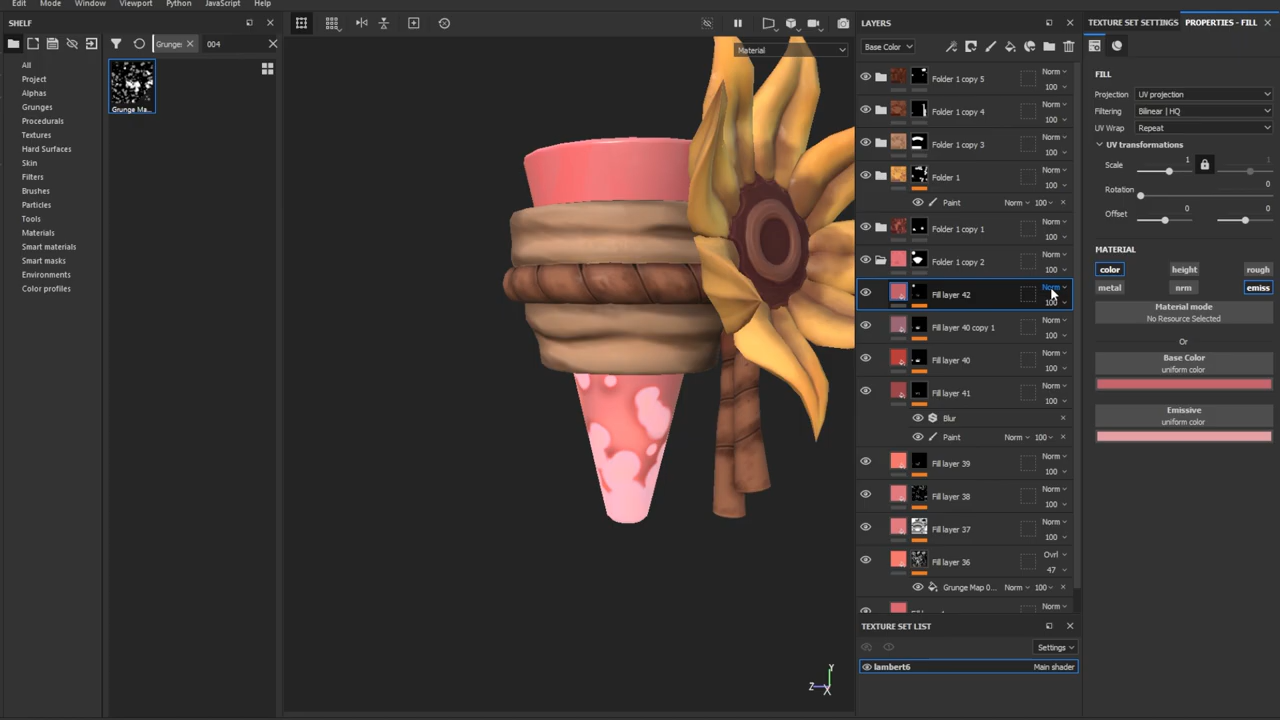 Edit Mode Window Viewport Python JavaScript Help
SHELF
Grunge 004
All
Project
Alphas
Grunges
Procedurals
Textures
Hard Surfaces
Skin
Filters
Brushes
Particles
Tools
Materials
Smart materials
Smart masks
Environments
Color profiles
Grunge Ma...
Material
Y
Z X
LAYERS
Base Color
Folder 1 copy 5 Norm 100
Folder 1 copy 4 Norm 100
Folder 1 copy 3 Norm 100
Folder 1 Norm 100
Paint Norm 100
Folder 1 copy 1 Norm 100
Folder 1 copy 2 Norm 100
Fill layer 42 Norm 100
Fill layer 40 copy 1 Norm 100
Fill layer 40 Norm 100
Fill layer 41 Norm 100
Blur
Paint Norm 100
Fill layer 39 Norm 100
Fill layer 38 Norm 100
Fill layer 37 Norm 100
Fill layer 36 Ovrl 47
Grunge Map 0... Norm 100
Norm
TEXTURE SET LIST
Settings
lambert6 Main shader
TEXTURE SET SETTINGS PROPERTIES - FILL
FILL
Projection UV projection
Filtering Bilinear | HQ
UV Wrap Repeat
UV transformations
Scale 1 1
Rotation 0
Offset 0 0
MATERIAL
color height rough
metal nrm emiss
Material mode
No Resource Selected
Or
Base Color
uniform color
Emissive
uniform color